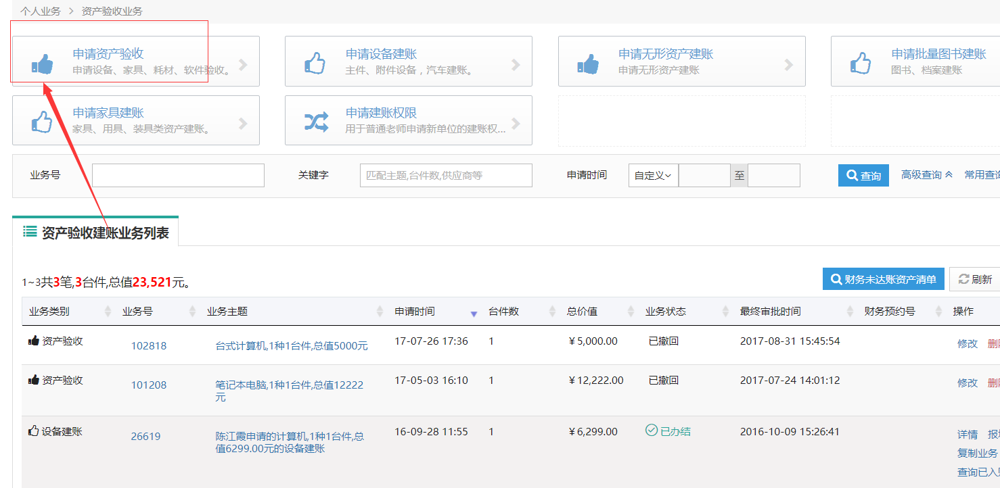 个人业务 > 资产验收业务
申请资产验收
申请设备、家具、耗材、软件验收。
申请设备建账
主件、附件设备，汽车建账。
申请无形资产建账
申请无形资产建账
申请批量图书建账
图书、档案建账
申请家具建账
家具、用具、装具类资产建账。
申请建账权限
用于普通老师申请新单位的建账权...
业务号 关键字 匹配主题,台件数,供应商等 申请时间 自定义 至 查询 高级查询 常用查询
资产验收建账业务列表
1~3共3笔,3台件,总值23,521元。
财务未达账资产清单 刷新
业务类别 业务号 业务主题 申请时间 台件数 总价值 业务状态 最终审批时间 财务预约号 操作
资产验收 102818 台式计算机,1种1台件,总值5000元 17-07-26 17:36 1 ￥5,000.00 已撤回 2017-08-31 15:45:54 修改 删
资产验收 101208 笔记本电脑,1种1台件,总值12222 17-05-03 16:10 1 ￥12,222.00 已撤回 2017-07-24 14:01:12 修改 删
元
设备建账 26619 陈江霞申请的计算机,1种1台件,总 16-09-28 11:55 1 ￥6,299.00 已办结 2016-10-09 15:26:41 详情 报
值6299.00元的设备建账
复制业务
查询已入